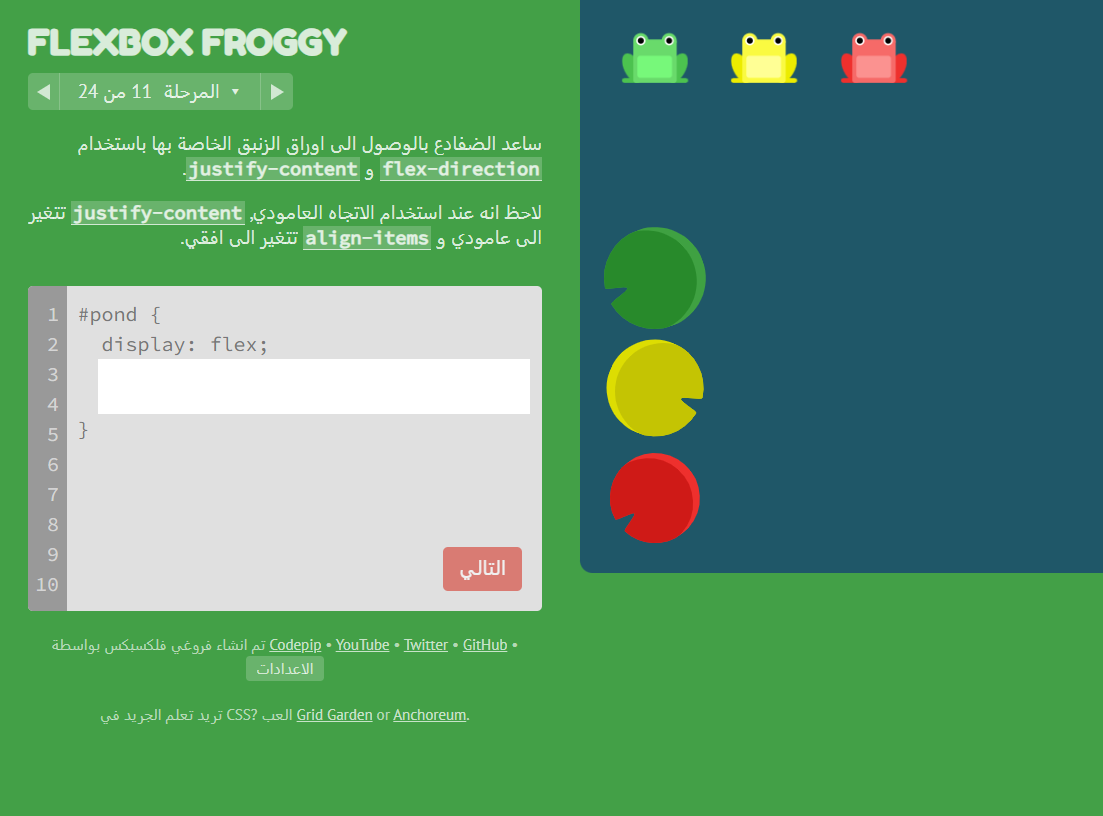 FLEXBOX FROGGY
المرحلة 11 من 24
ساعد الضفادع بالوصول الى اوراق الزنبق الخاصة بها باستخدام
flex-direction و justify-content.
لاحظ انه عند استخدام الاتجاه العامودي, justify-content تتغير
الى عامودي و align-items تتغير الى افقي.
1 #pond {
2 display: flex;
3
4
5 }
6
7
8
9
10
التالي
تم انشاء فروغي فلكسبكس بواسطة Codepip • YouTube • Twitter • GitHub •
الاعدادات
تريد تعلم الجريد في CSS? العب Grid Garden or Anchoreum.